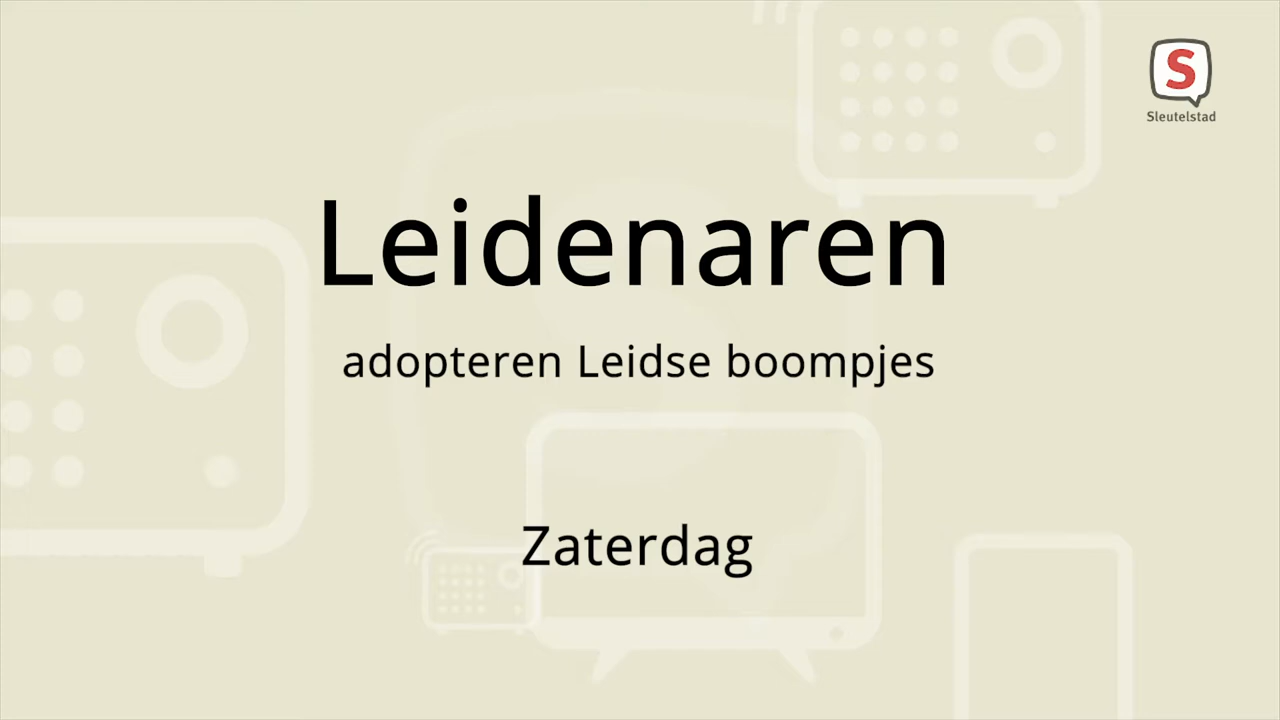 S
Sleutelstad
Leidenaren
adopteren Leidse boompjes
Zaterdag